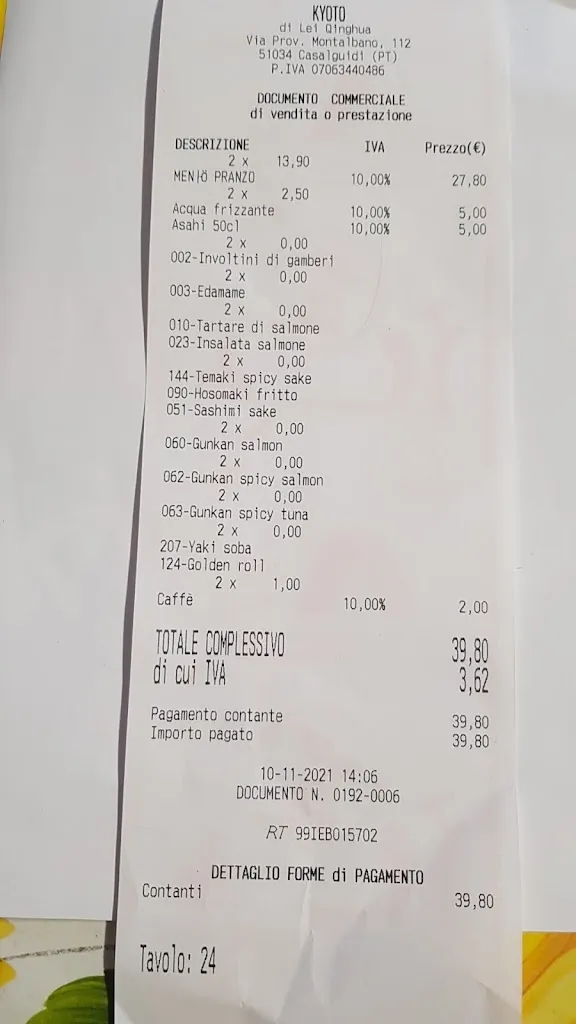 KYOTO
di Lei Qinghua
Via Prov. Montalbano, 112
51034 Casalguidi (PT)
P.IVA 07063440486
DOCUMENTO COMMERCIALE
di vendita o prestazione
DESCRIZIONE IVA Prezzo(€)
2 x 13,90
MEN|Ö PRANZO 10,00% 27,80
2 x 2,50
Acqua frizzante 10,00% 5,00
Asahi 50cl 10,00% 5,00
2 x 0,00
002-Involtini di gamberi
2 x 0,00
003-Edamame
2 x 0,00
010-Tartare di salmone
023-Insalata salmone
2 x 0,00
144-Temaki spicy sake
090-Hosomaki fritto
051-Sashimi sake
2 x 0,00
060-Gunkan salmon
2 x 0,00
062-Gunkan spicy salmon
2 x 0,00
063-Gunkan spicy tuna
2 x 0,00
207-Yaki soba
124-Golden roll
2 x 1,00
Caffè 10,00% 2,00
TOTALE COMPLESSIVO 39,80
di cui IVA 3,62
Pagamento contante 39,80
Importo pagato 39,80
10-11-2021 14:06
DOCUMENTO N. 0192-0006
RT 99IEB015702
DETTAGLIO FORME di PAGAMENTO
Contanti 39,80
Tavolo: 24